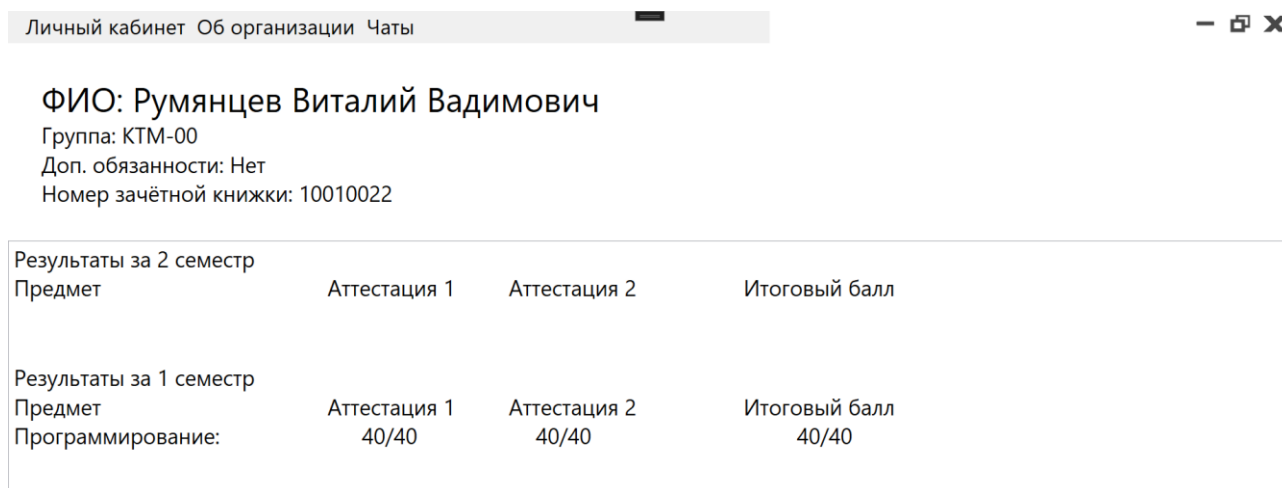 Личный кабинет Об организации Чаты
ФИО: Румянцев Виталий Вадимович
Группа: КТМ-00
Доп. обязанности: Нет
Номер зачётной книжки: 10010022
Результаты за 2 семестр
Предмет Аттестация 1 Аттестация 2 Итоговый балл
Результаты за 1 семестр
Предмет Аттестация 1 Аттестация 2 Итоговый балл
Программирование: 40/40 40/40 40/40